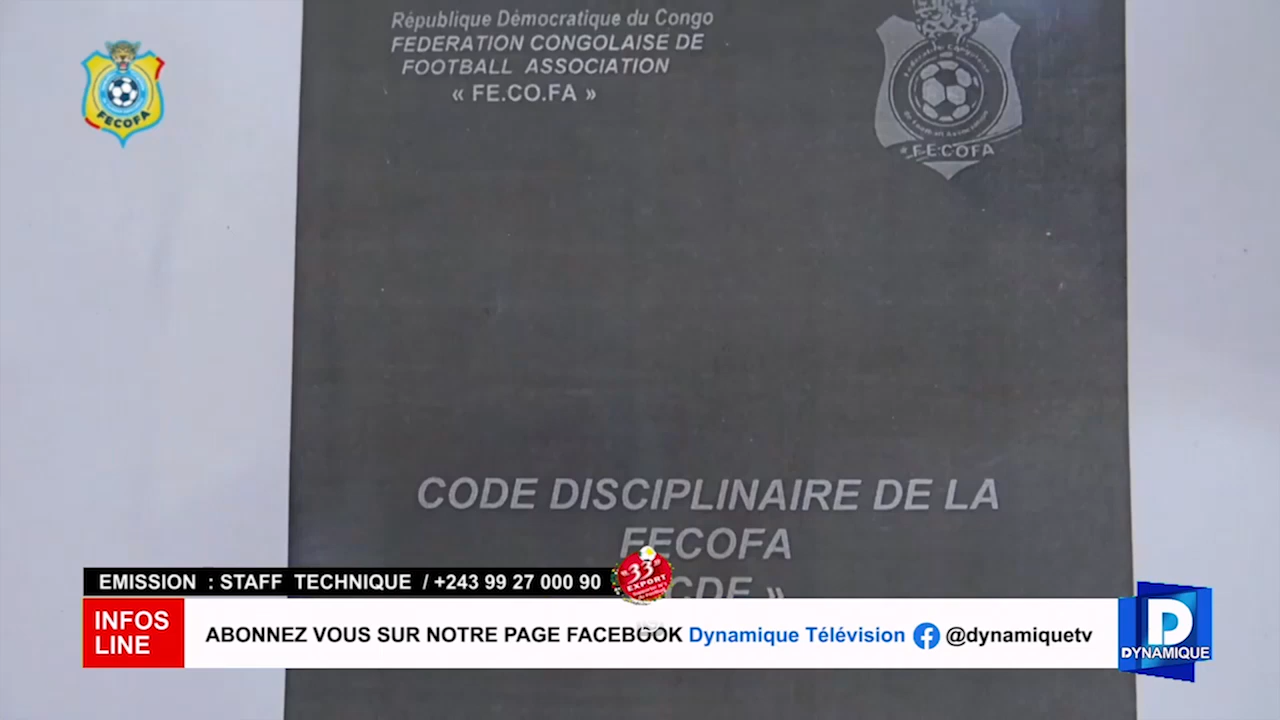 République Démocratique du Congo
FEDERATION CONGOLAISE DE
FOOTBALL ASSOCIATION
« FE.CO.FA »
FECOFA
FECOFA
CODE DISCIPLINAIRE DE LA
FECOFA
CDF »
EMISSION : STAFF TECHNIQUE / +243 99 27 000 90
"33"
EXPORT
INFOS
LINE
ABONNEZ VOUS SUR NOTRE PAGE FACEBOOK Dynamique Télévision @dynamiquetv
D
DYNAMIQUE